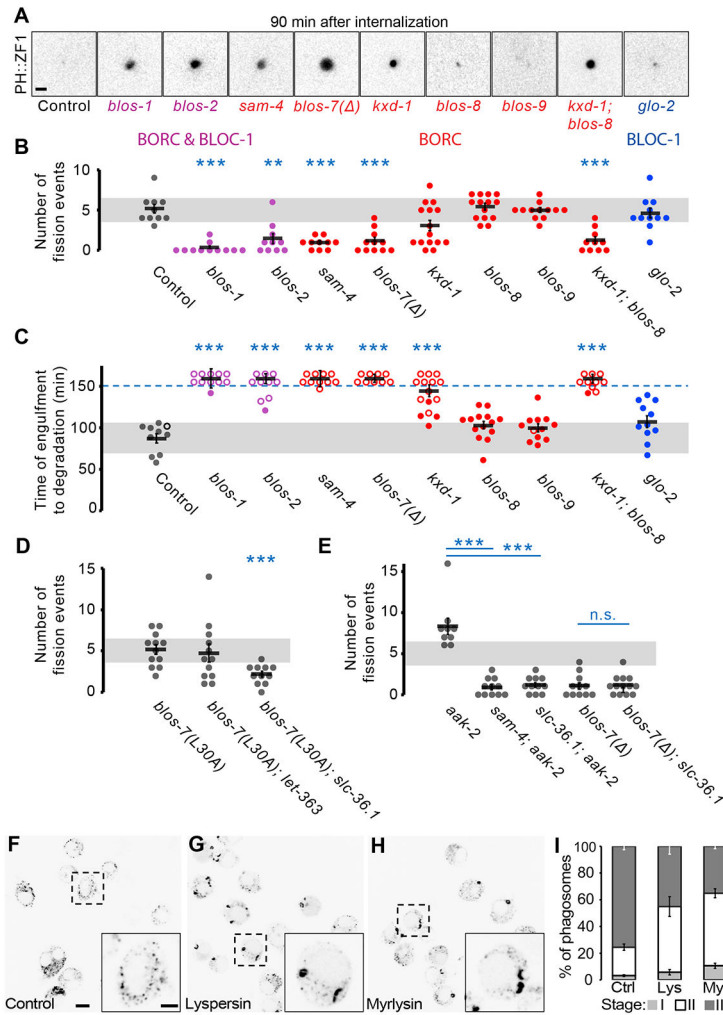 A
90 min after internalization
PH::ZF1
Control blos-1 blos-2 sam-4 blos-7(Δ) kxd-1 blos-8 blos-9 kxd-1; blos-8 glo-2
BORC & BLOC-1 BORC BLOC-1
B
*** ** *** *** ***
Number of fission events
10
5
0
Control blos-1 blos-2 sam-4 blos-7(Δ) kxd-1 blos-8 blos-9 kxd-1; blos-8 glo-2
C
*** *** *** *** *** ***
Time of engulfment to degradation (min)
150
100
50
0
Control blos-1 blos-2 sam-4 blos-7(Δ) kxd-1 blos-8 blos-9 kxd-1; blos-8 glo-2
D
***
Number of fission events
15
10
5
0
blos-7(L30A) blos-7(L30A); let-363 blos-7(L30A); slc-36.1
E
*** ***
n.s.
Number of fission events
15
10
5
0
aak-2 sam-4; aak-2 slc-36.1; aak-2 blos-7(Δ) blos-7(Δ); slc-36.1
F
Control
G
Lyspersin
H
Myrlysin
I
% of phagosomes
100
80
60
40
20
0
Ctrl Lys My
Stage: I II II